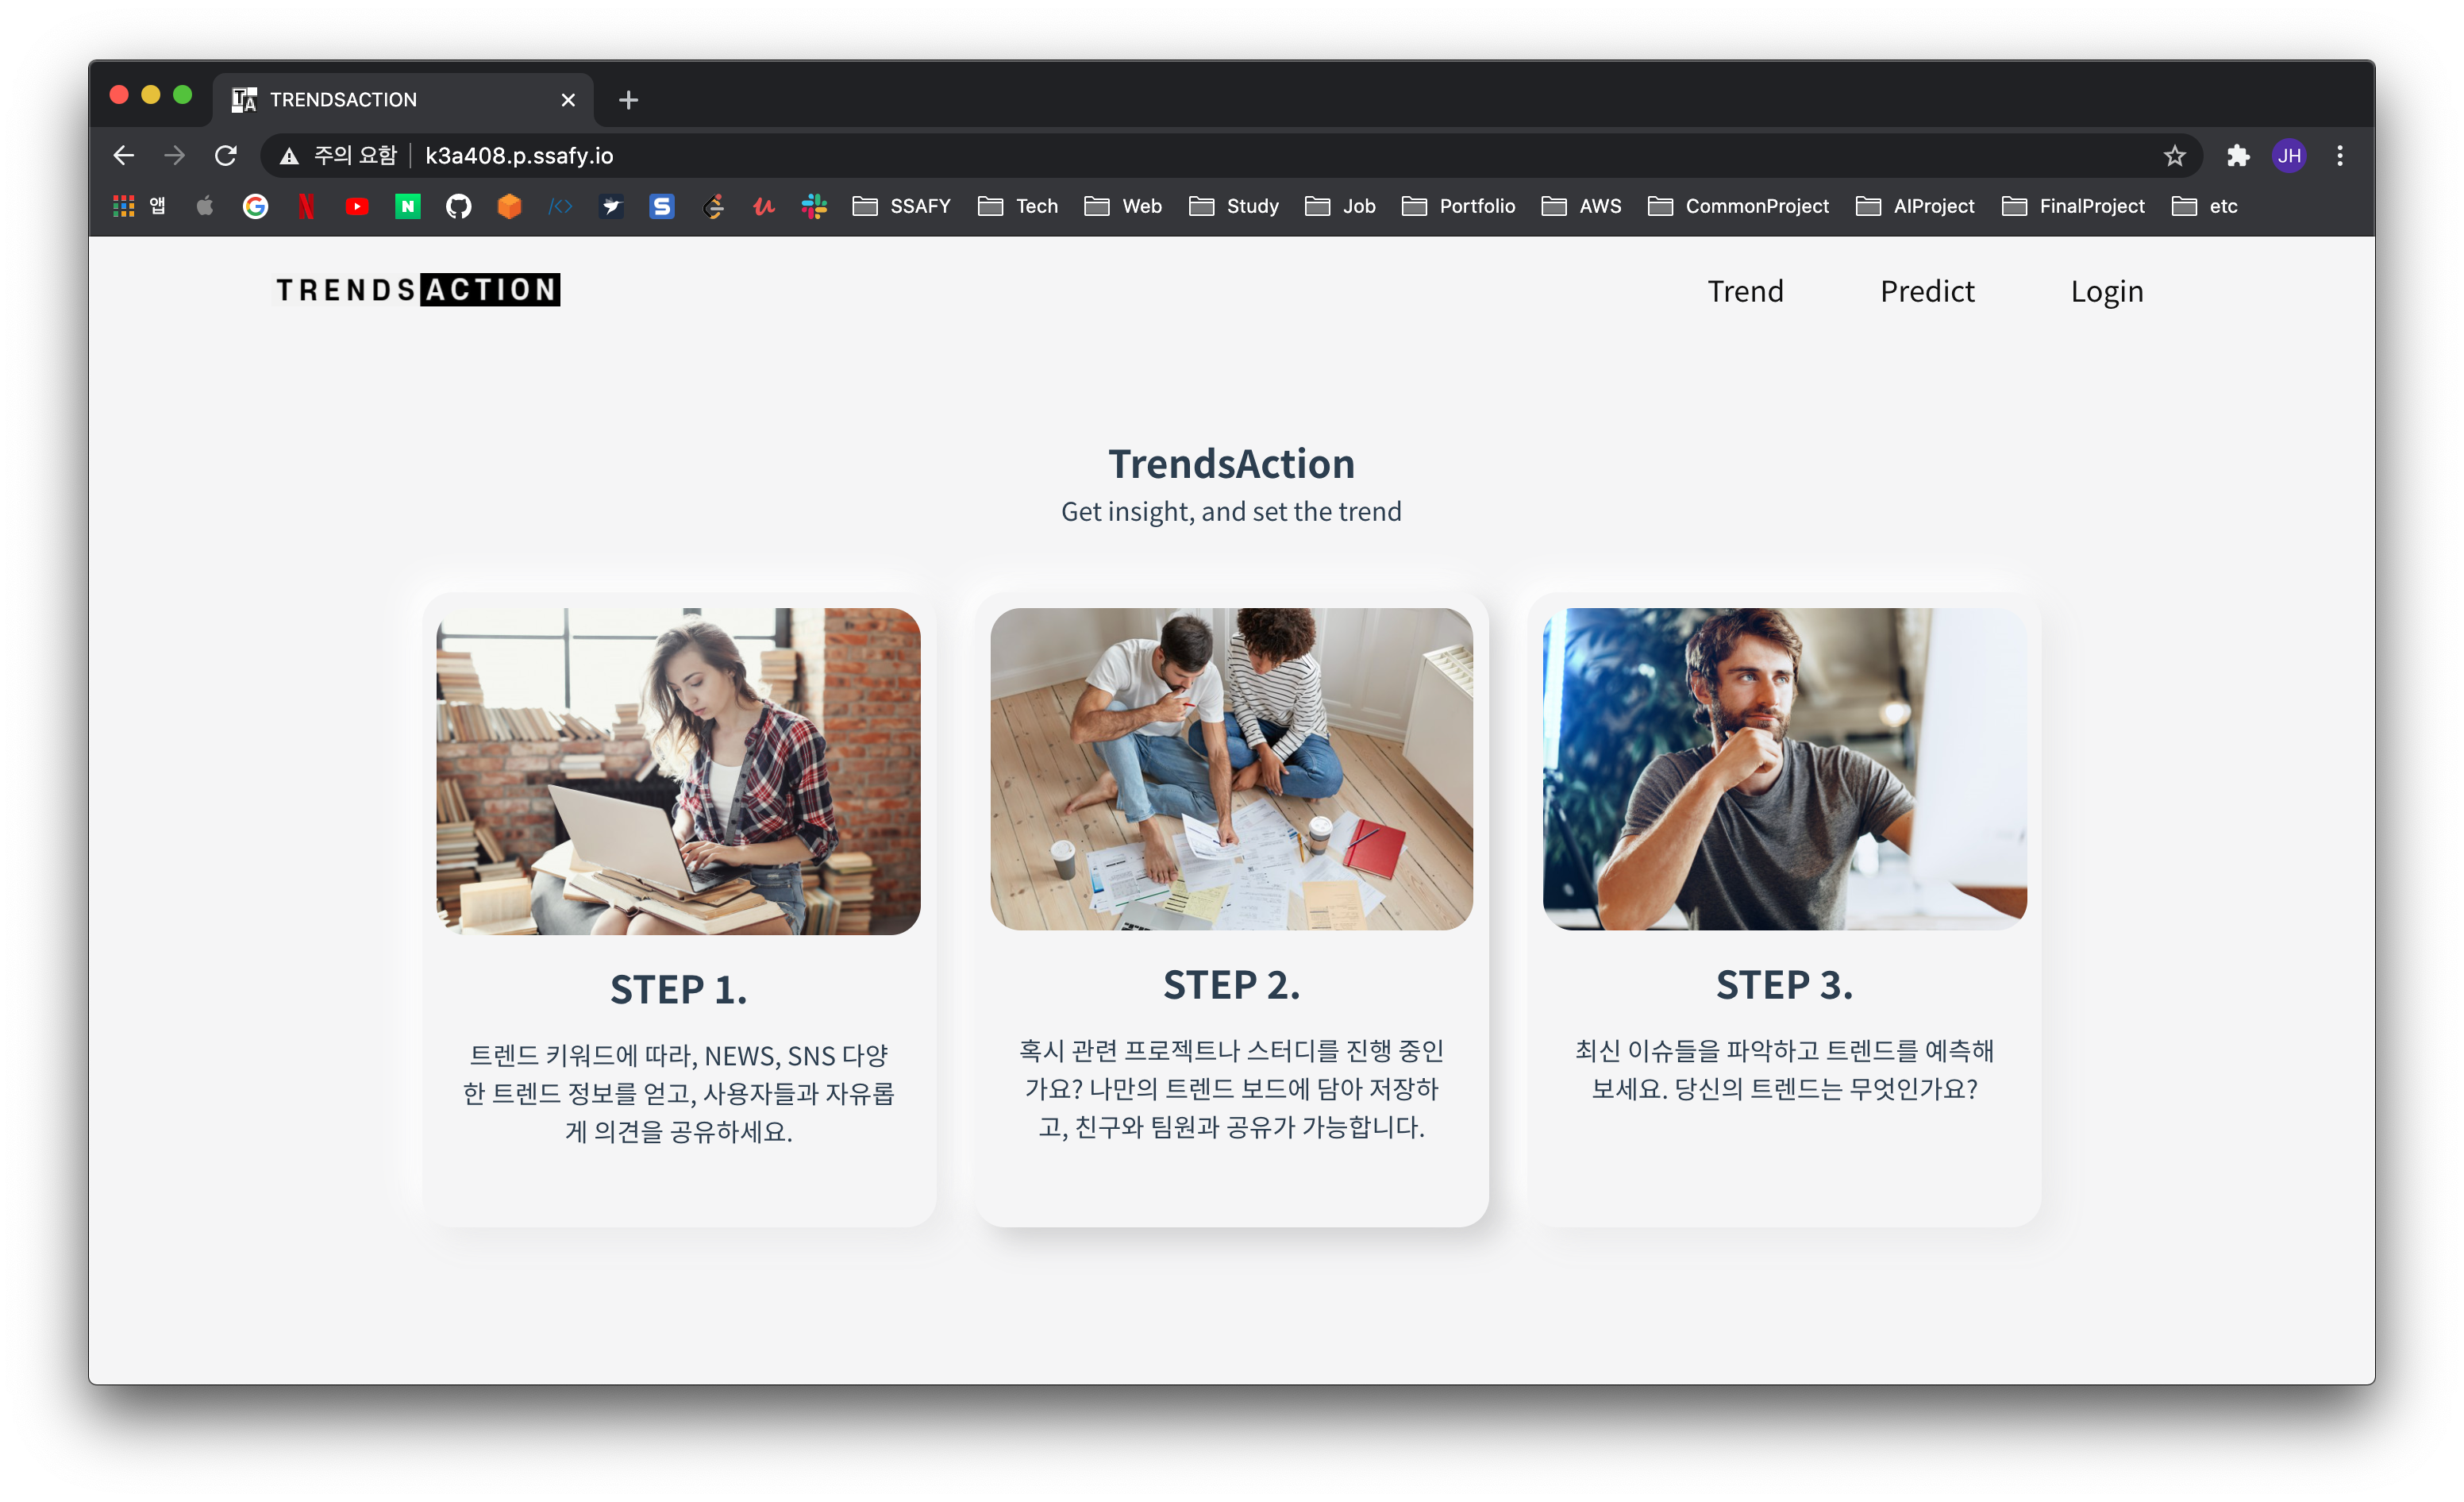 TRENDSACTION
주의 요함 k3a408.p.ssafy.io JH
앱 SSAFY Tech Web Study Job Portfolio AWS CommonProject AIProject FinalProject etc
TRENDSACTION Trend Predict Login
TrendsAction
Get insight, and set the trend
STEP 1.
트렌드 키워드에 따라, NEWS, SNS 다양
한 트렌드 정보를 얻고, 사용자들과 자유롭
게 의견을 공유하세요.
STEP 2.
혹시 관련 프로젝트나 스터디를 진행 중인
가요? 나만의 트렌드 보드에 담아 저장하
고, 친구와 팀원과 공유가 가능합니다.
STEP 3.
최신 이슈들을 파악하고 트렌드를 예측해
보세요. 당신의 트렌드는 무엇인가요?